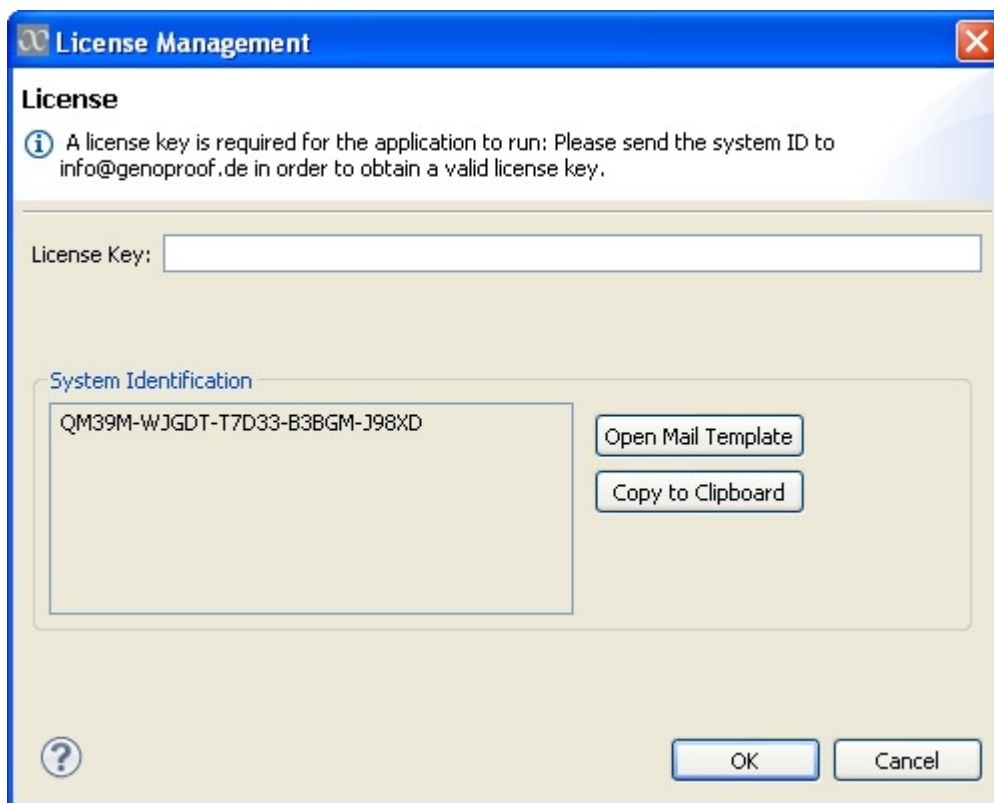 License Management
License
A license key is required for the application to run: Please send the system ID to
info@genoproof.de in order to obtain a valid license key.
License Key:
System Identification
QM39M-WJGDT-T7D33-B3BGM-J98XD
Open Mail Template
Copy to Clipboard
OK
Cancel